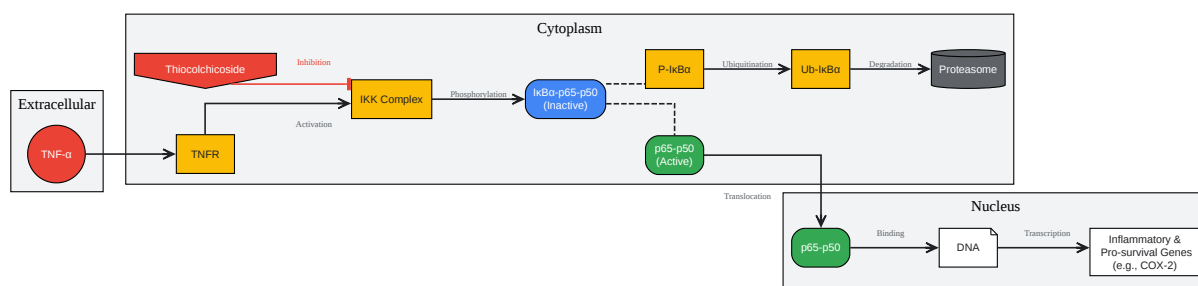 Cytoplasm
Thiocolchicoside
Inhibition
P-IκBα
Ubiquitination
Ub-IκBα
Degradation
Proteasome
Extracellular
IKK Complex
Phosphorylation
IκBα-p65-p50
(Inactive)
Activation
TNF-α
TNFR
p65-p50
(Active)
Translocation
Nucleus
p65-p50
Binding
DNA
Transcription
Inflammatory &
Pro-survival Genes
(e.g., COX-2)